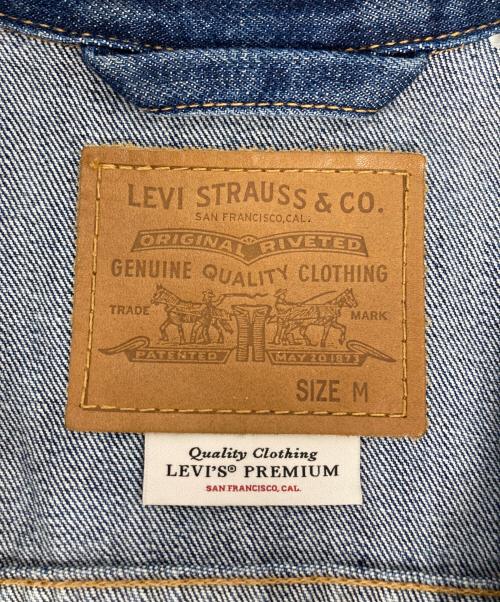 LEVI STRAUSS & CO.
SAN FRANCISCO, CAL.
ORIGINAL RIVETED
GENUINE QUALITY CLOTHING
TRADE MARK
PATENTED MAY 20 1873
SIZE M
Quality Clothing
LEVI'S® PREMIUM
SAN FRANCISCO, CAL.